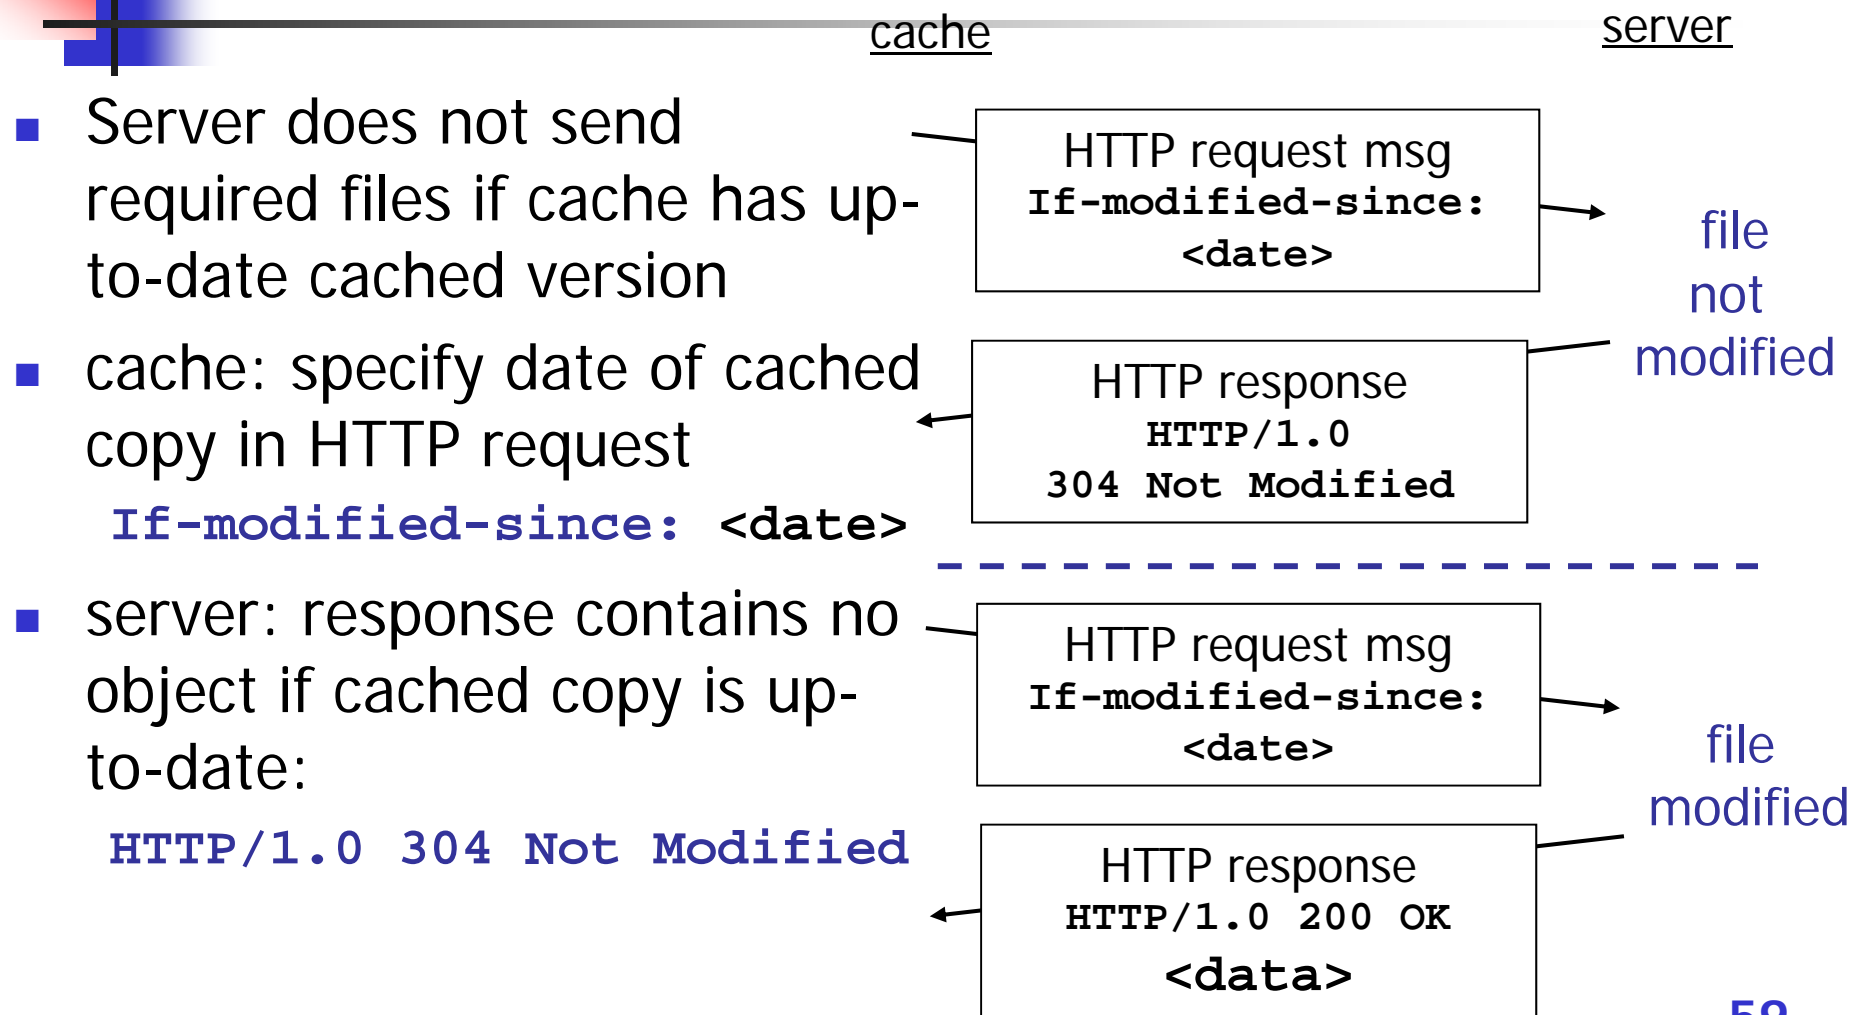 cache
server
Server does not send
required files if cache has up-
to-date cached version
cache: specify date of cached
copy in HTTP request
If-modified-since: <date>
server: response contains no
object if cached copy is up-
to-date:
HTTP/1.0 304 Not Modified
HTTP request msg
If-modified-since:
<date>
file
not
modified
HTTP response
HTTP/1.0
304 Not Modified
HTTP request msg
If-modified-since:
<date>
file
modified
HTTP response
HTTP/1.0 200 OK
<data>